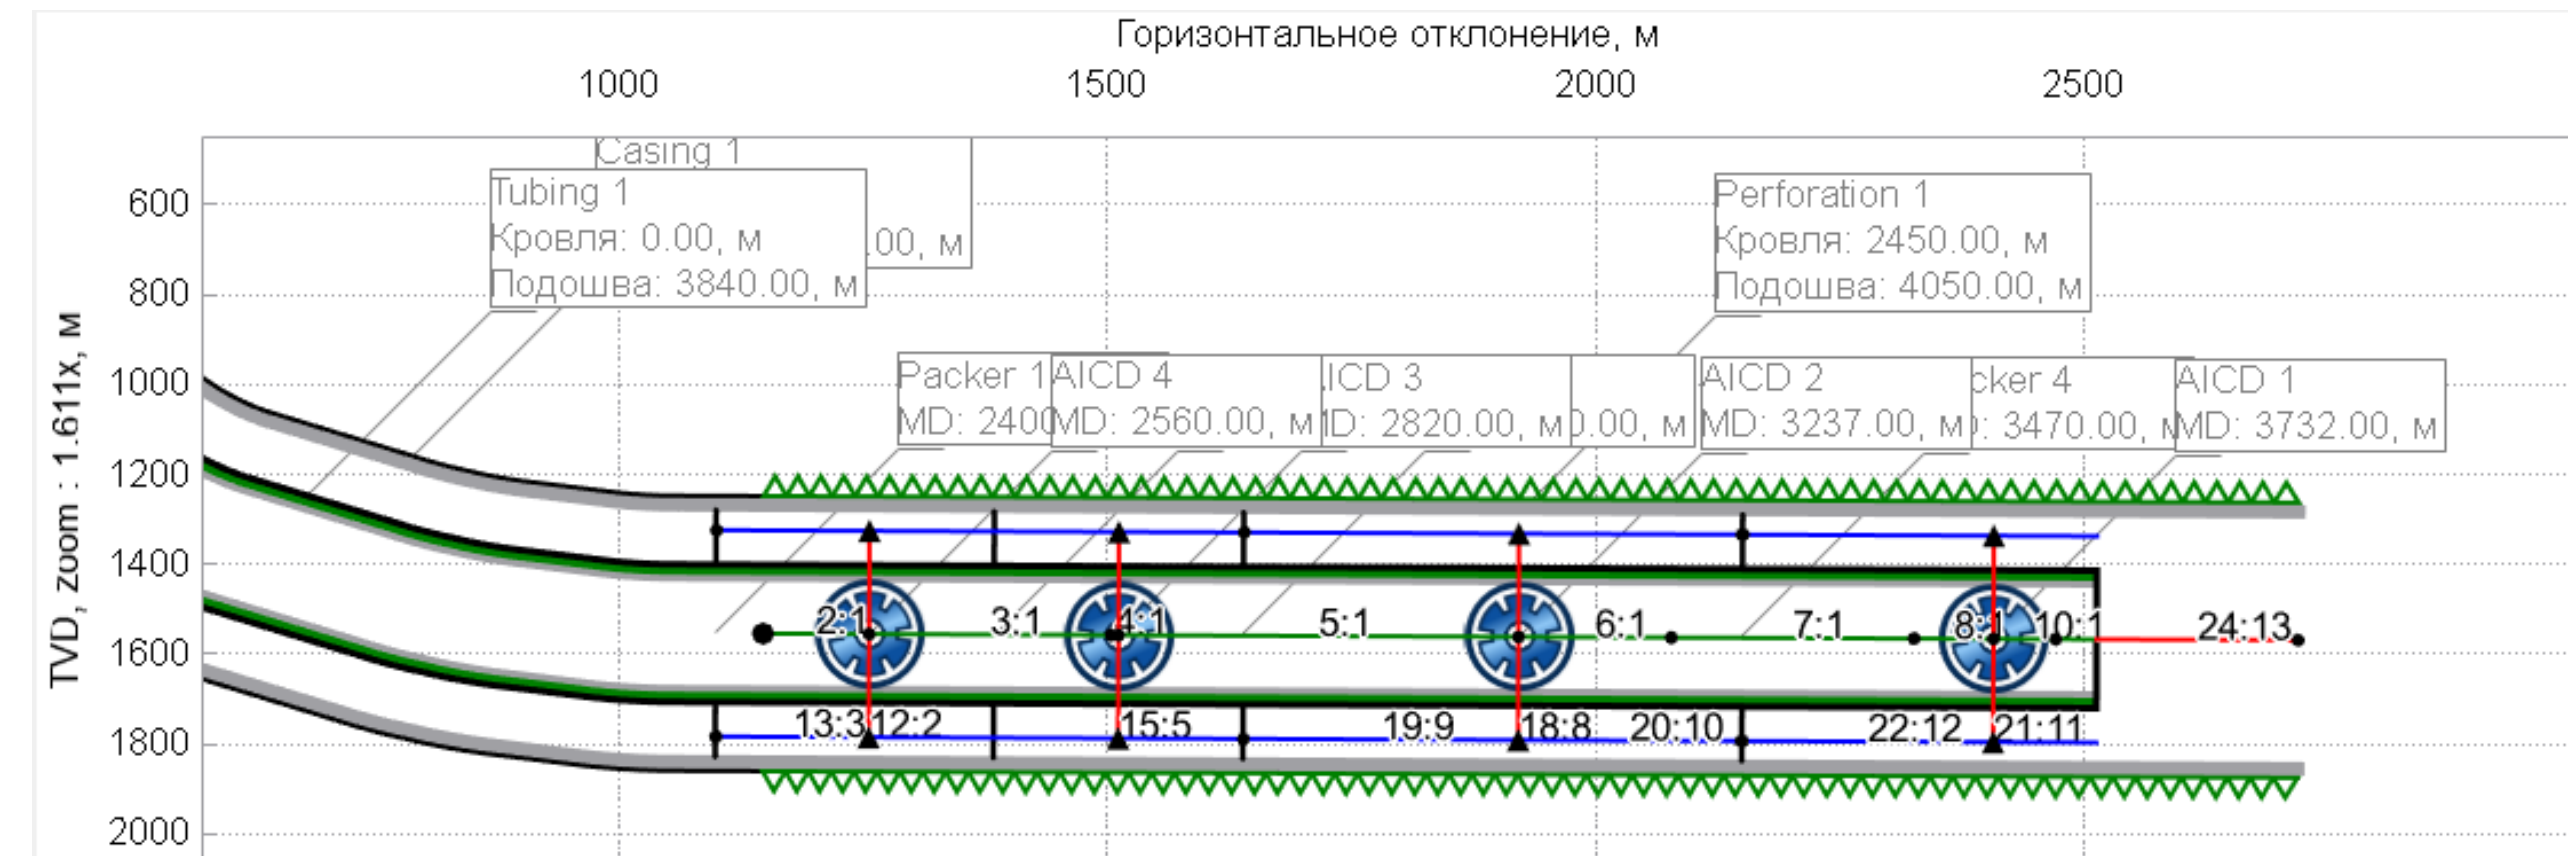 Горизонтальное отклонение, м
1000 1500 2000 2500
TVD, zoom : 1.611x, м
600
800
1000
1200
1400
1600
1800
2000
Casing 1
.00, м
Tubing 1
Кровля: 0.00, м
Подошва: 3840.00, м
Perforation 1
Кровля: 2450.00, м
Подошва: 4050.00, м
Packer 1
MD: 2400
AICD 4
MD: 2560.00, м
ICD 3
D: 2820.00, м
0.00, м
AICD 2
MD: 3237.00, м
cker 4
: 3470.00,
AICD 1
MD: 3732.00, м
2:1 3:1 4:1 5:1 6:1 7:1 8:1 10:1 24:13
13:3 12:2 15:5 19:9 18:8 20:10 22:12 21:11